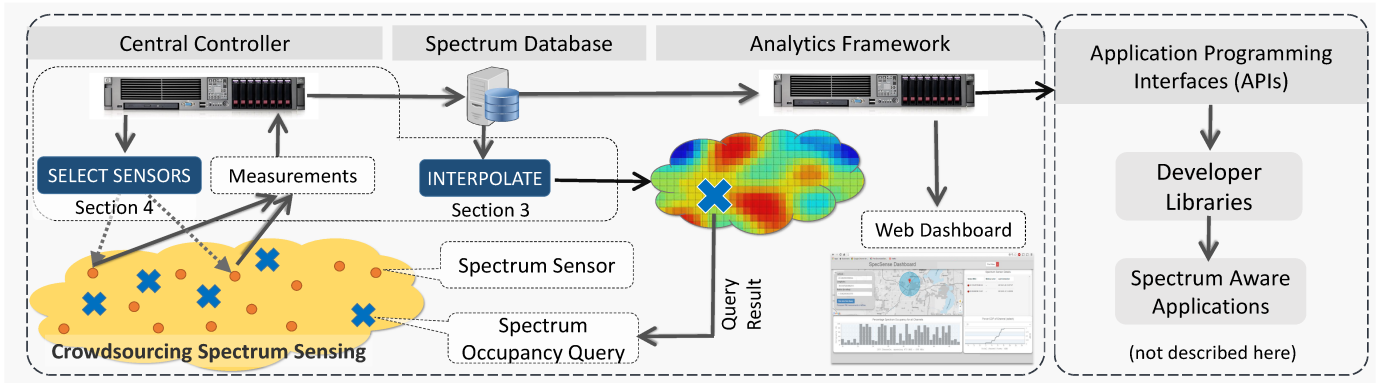 Central Controller
Spectrum Database
Analytics Framework
Application Programming
Interfaces (APIs)
SELECT SENSORS
Measurements
INTERPOLATE
Section 4
Section 3
Developer
Libraries
Web Dashboard
Spectrum Sensor
SpecSense Dashboard
Query
Result
Spectrum Aware
Applications
Spectrum
Occupancy Query
Crowdsourcing Spectrum Sensing
(not described here)